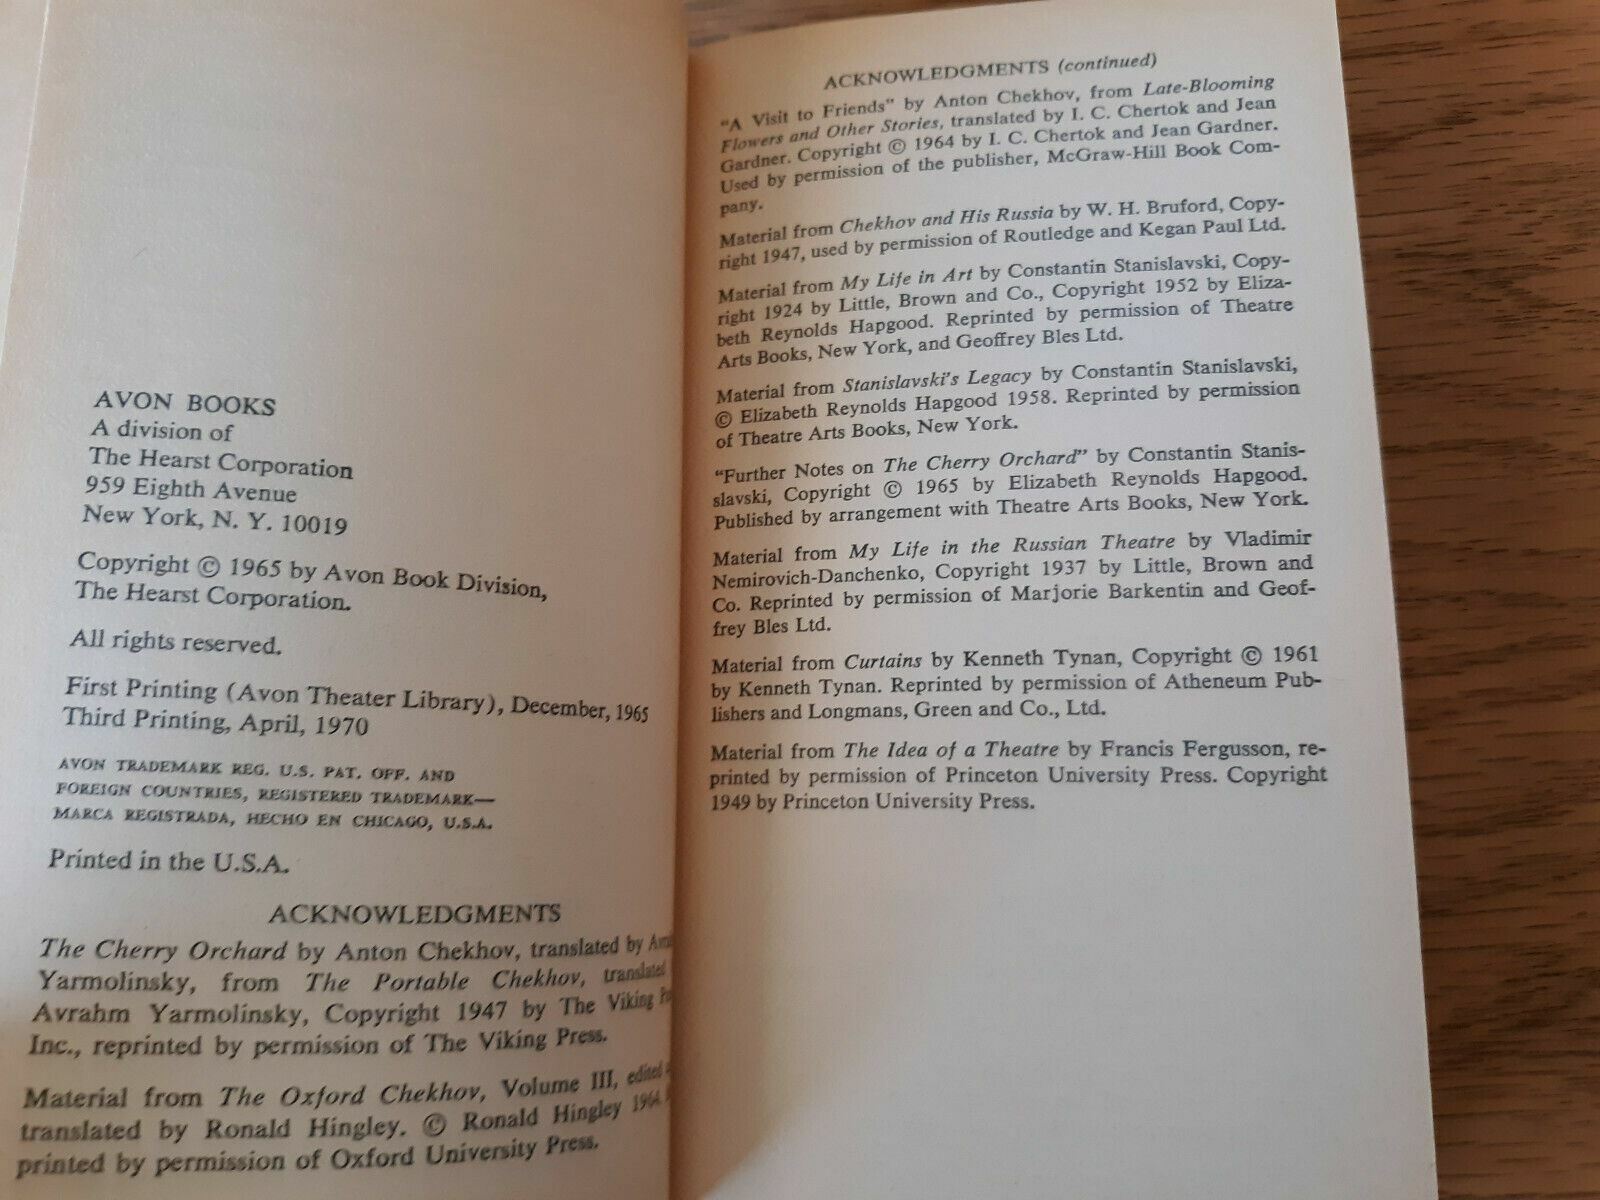 AVON BOOKS
A division of
The Hearst Corporation
959 Eighth Avenue
New York, N. Y. 10019
Copyright © 1965 by Avon Book Division,
The Hearst Corporation.
All rights reserved.
First Printing (Avon Theater Library), December, 1965
Third Printing, April, 1970
AVON TRADEMARK REG. U.S. PAT. OFF. AND
FOREIGN COUNTRIES, REGISTERED TRADEMARK—
MARCA REGISTRADA, HECHO EN CHICAGO, U.S.A.
Printed in the U.S.A.
ACKNOWLEDGMENTS
The Cherry Orchard by Anton Chekhov, translated by
Yarmolinsky, from The Portable Chekhov, translated
Avrahm Yarmolinsky, Copyright 1947 by The Viking
Inc., reprinted by permission of The Viking Press.
Material from The Oxford Chekhov, Volume III, edited
translated by Ronald Hingley. © Ronald Hingley 1964.
printed by permission of Oxford University Press.
ACKNOWLEDGMENTS (continued)
"A Visit to Friends" by Anton Chekhov, from Late-Blooming
Flowers and Other Stories, translated by I. C. Chertok and Jean
Gardner. Copyright © 1964 by I. C. Chertok and Jean Gardner.
Used by permission of the publisher, McGraw-Hill Book Com-
pany.
Material from Chekhov and His Russia by W. H. Bruford, Copy-
right 1947, used by permission of Routledge and Kegan Paul Ltd.
Material from My Life in Art by Constantin Stanislavski, Copy-
right 1924 by Little, Brown and Co., Copyright 1952 by Eliza-
beth Reynolds Hapgood. Reprinted by permission of Theatre
Arts Books, New York, and Geoffrey Bles Ltd.
Material from Stanislavski's Legacy by Constantin Stanislavski,
© Elizabeth Reynolds Hapgood 1958. Reprinted by permission
of Theatre Arts Books, New York.
"Further Notes on The Cherry Orchard" by Constantin Stanis-
slavski, Copyright © 1965 by Elizabeth Reynolds Hapgood.
Published by arrangement with Theatre Arts Books, New York.
Material from My Life in the Russian Theatre by Vladimir
Nemirovich-Danchenko, Copyright 1937 by Little, Brown and
Co. Reprinted by permission of Marjorie Barkentin and Geof-
frey Bles Ltd.
Material from Curtains by Kenneth Tynan, Copyright © 1961
by Kenneth Tynan. Reprinted by permission of Atheneum Pub-
lishers and Longmans, Green and Co., Ltd.
Material from The Idea of a Theatre by Francis Fergusson, re-
printed by permission of Princeton University Press. Copyright
1949 by Princeton University Press.